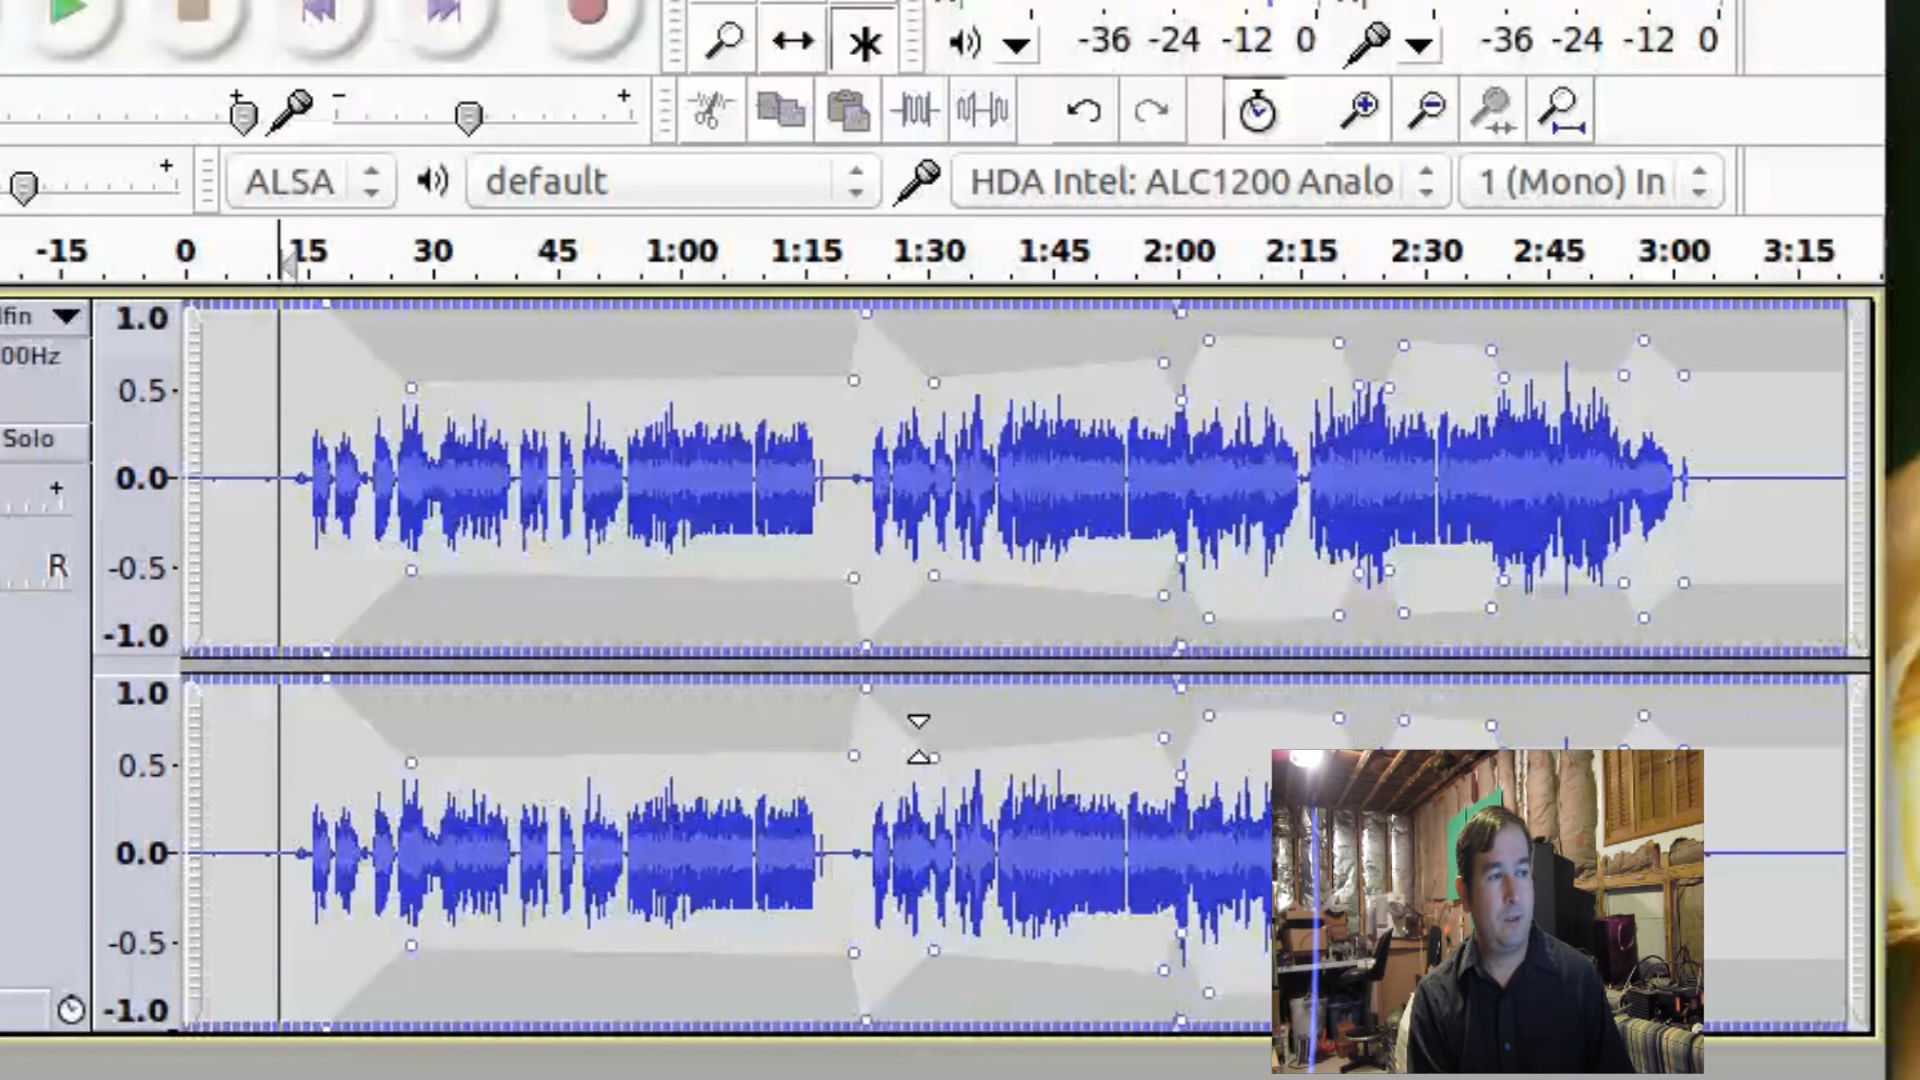 -36 -24 -12 0 -36 -24 -12 0
- + +
+ ALSA default HDA Intel: ALC1200 Analo 1 (Mono) In
-15 0 15 30 45 1:00 1:15 1:30 1:45 2:00 2:15 2:30 2:45 3:00 3:15
1.0
00Hz
0.5
Solo
0.0
+
-0.5
R
-1.0
1.0
0.5
0.0
-0.5
-1.0